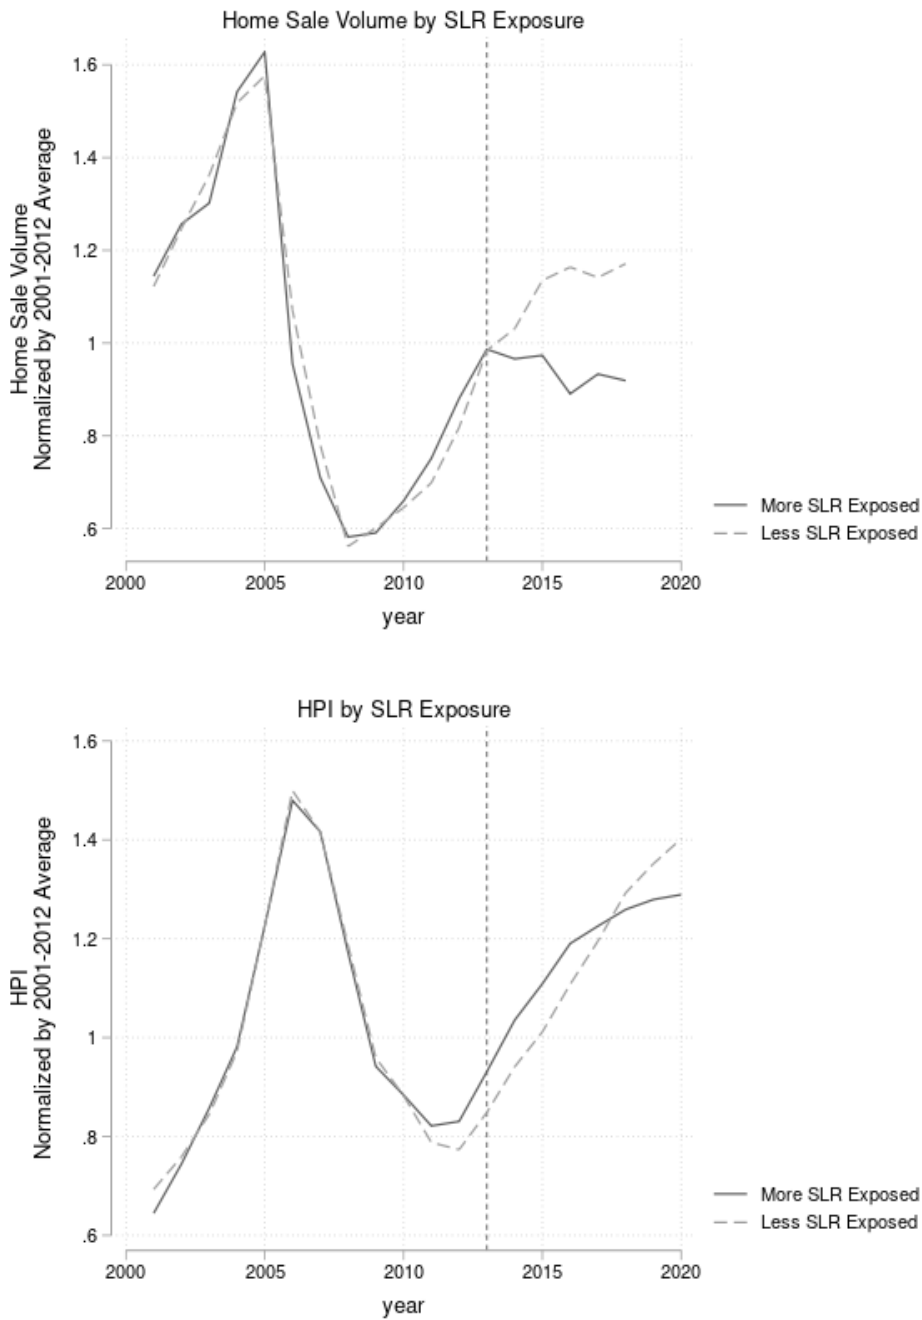 Home Sale Volume by SLR Exposure
Home Sale Volume
Normalized by 2001-2012 Average
1.6
1.4
1.2
1
.8
.6
2000
2005
2010
2015
2020
year
More SLR Exposed
Less SLR Exposed
HPI by SLR Exposure
HPI
Normalized by 2001-2012 Average
1.6
1.4
1.2
1
.8
.6
2000
2005
2010
2015
2020
year
More SLR Exposed
Less SLR Exposed